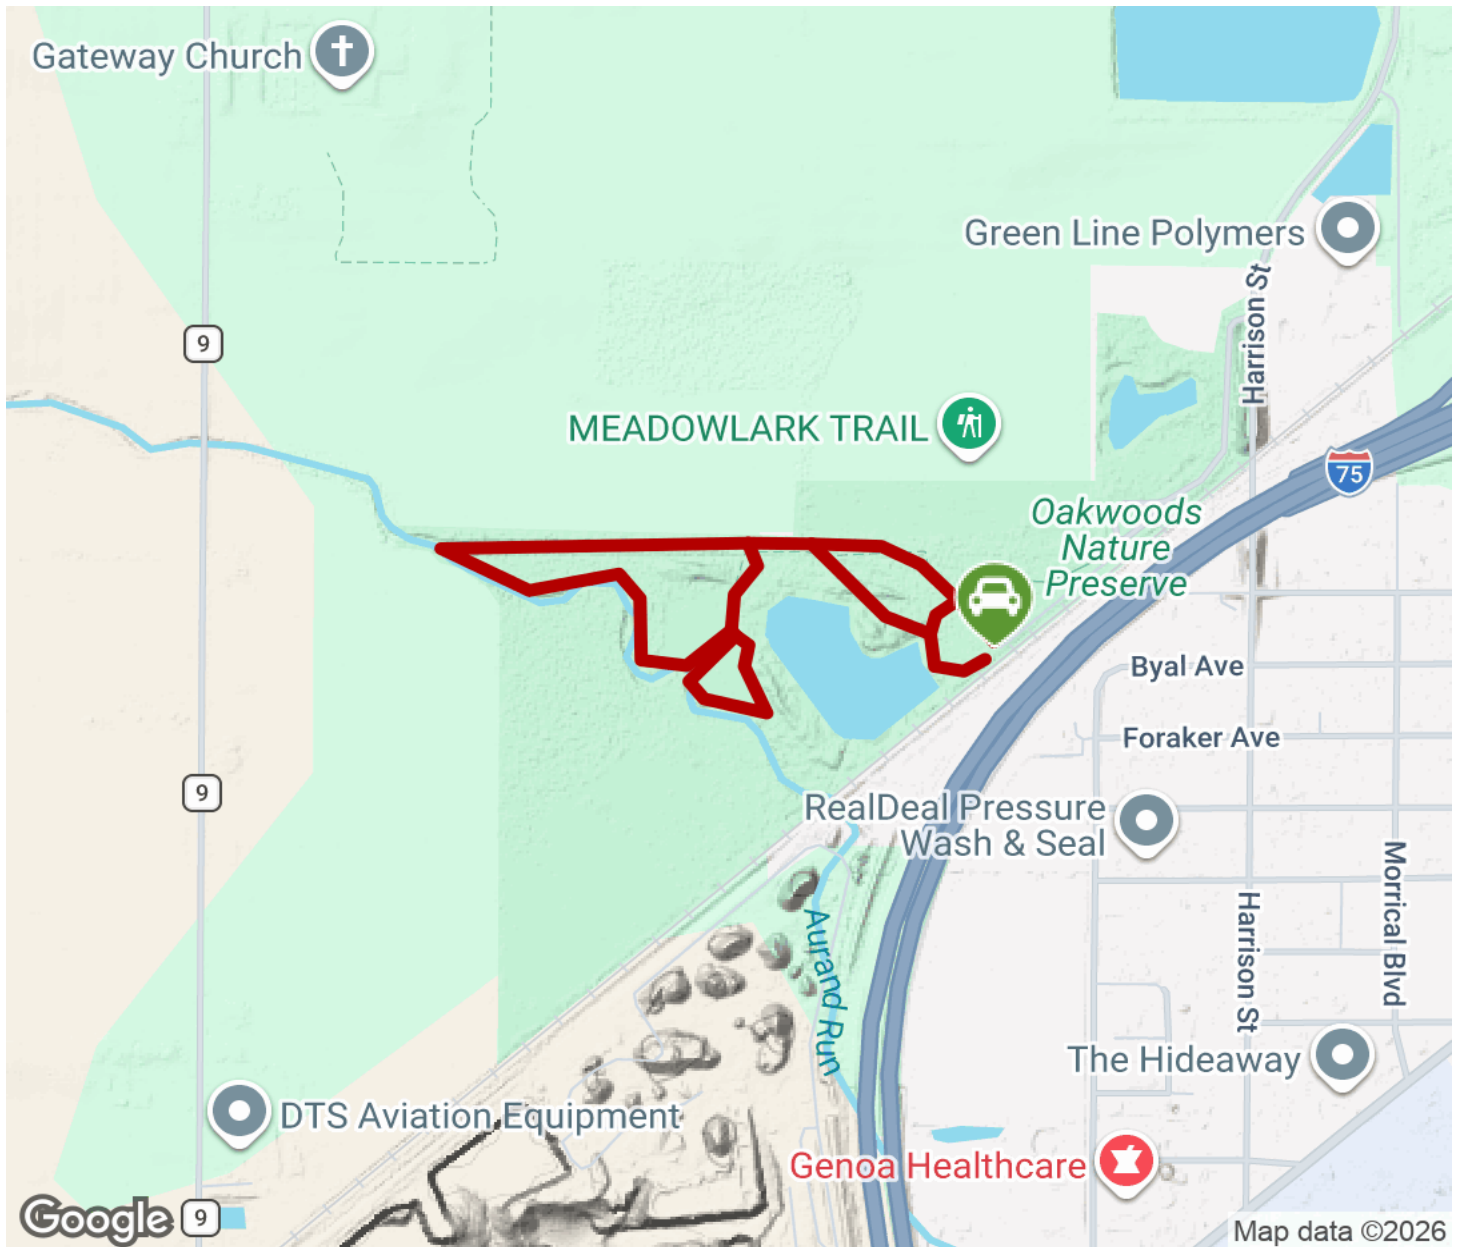 Gateway Church
Green Line Polymers
Harrison St
9
MEADOWLARK TRAIL
75
Oakwoods
Nature
Preserve
Byal Ave
Foraker Ave
9
RealDeal Pressure
Wash & Seal
Aurand Run
Harrison St
Morrical Blvd
The Hideaway
DTS Aviation Equipment
Genoa Healthcare
Google
9
Map data ©2026